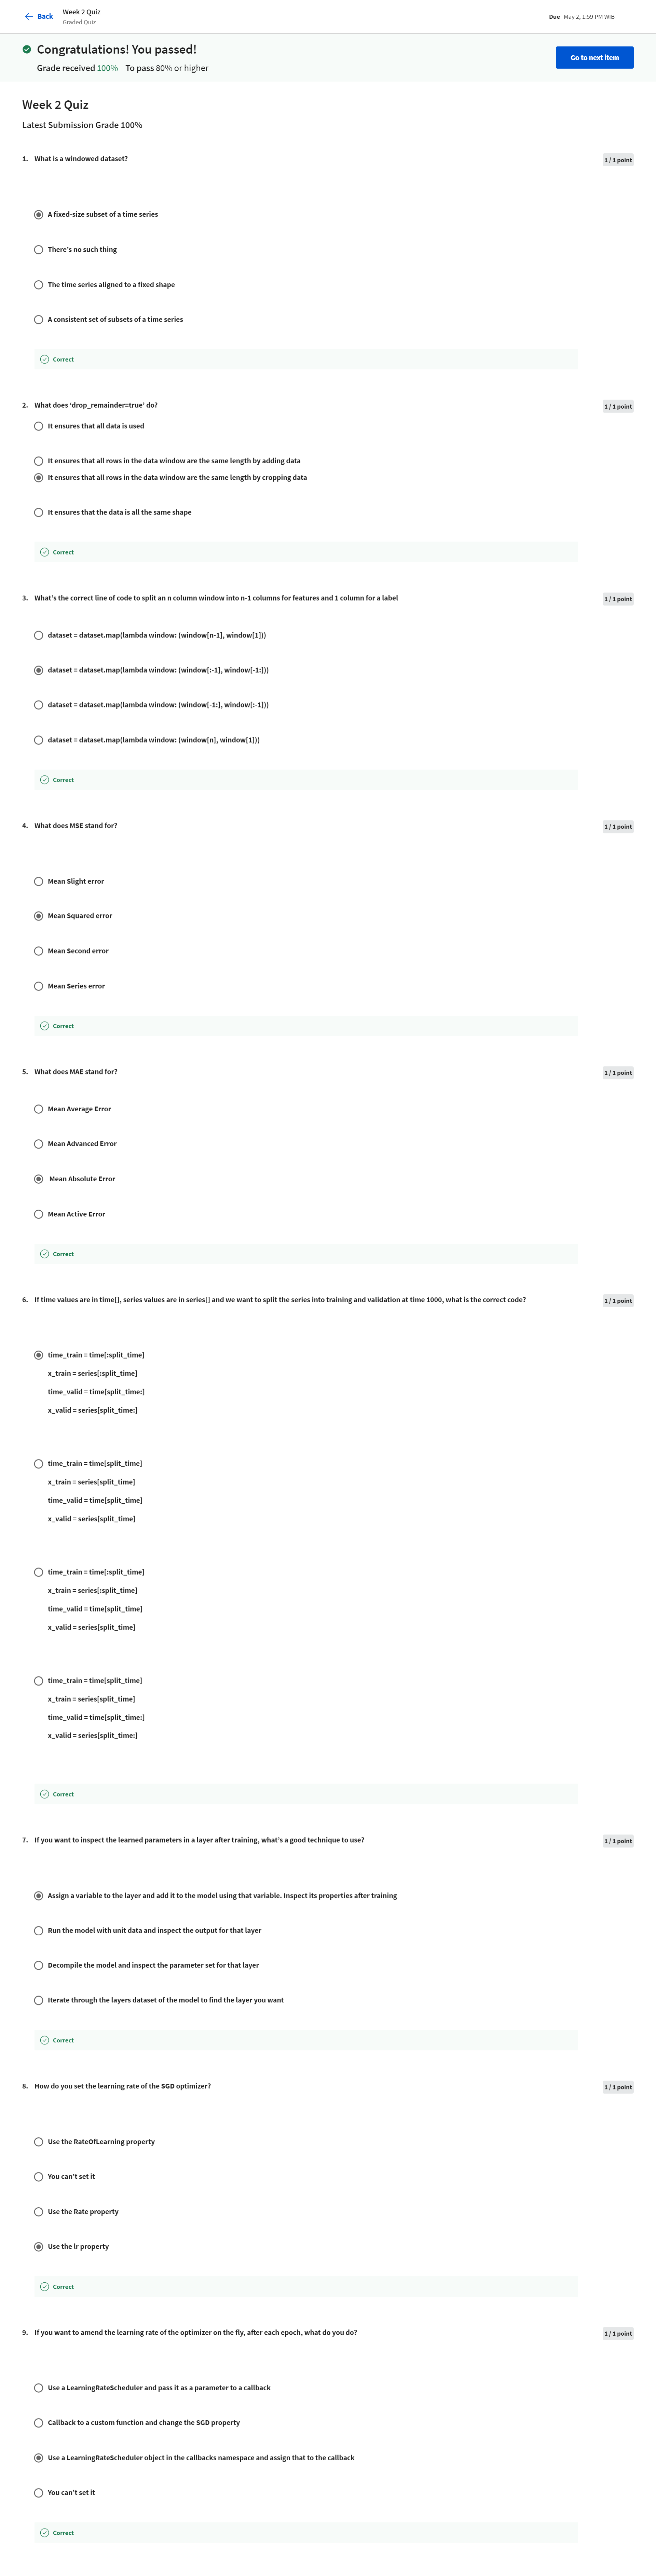 Back
Week 2 Quiz
Graded Quiz
Due May 2, 1:59 PM WIB
Congratulations! You passed!
Grade received 100% To pass 80% or higher
Go to next item
Week 2 Quiz
Latest Submission Grade 100%
1. What is a windowed dataset?
1 / 1 point
A fixed-size subset of a time series
There's no such thing
The time series aligned to a fixed shape
A consistent set of subsets of a time series
Correct
2. What does 'drop_remainder=true' do?
1 / 1 point
It ensures that all data is used
It ensures that all rows in the data window are the same length by adding data
It ensures that all rows in the data window are the same length by cropping data
It ensures that the data is all the same shape
Correct
3. What's the correct line of code to split an n column window into n-1 columns for features and 1 column for a label
1 / 1 point
dataset = dataset.map(lambda window: (window[n-1], window[1]))
dataset = dataset.map(lambda window: (window[:-1], window[-1:]))
dataset = dataset.map(lambda window: (window[-1:], window[:-1]))
dataset = dataset.map(lambda window: (window[n], window[1]))
Correct
4. What does MSE stand for?
1 / 1 point
Mean Slight error
Mean Squared error
Mean Second error
Mean Series error
Correct
5. What does MAE stand for?
1 / 1 point
Mean Average Error
Mean Advanced Error
Mean Absolute Error
Mean Active Error
Correct
6. If time values are in time[], series values are in series[] and we want to split the series into training and validation at time 1000, what is the correct code?
1 / 1 point
time_train = time[:split_time]
x_train = series[:split_time]
time_valid = time[split_time:]
x_valid = series[split_time:]
time_train = time[split_time]
x_train = series[split_time]
time_valid = time[split_time]
x_valid = series[split_time]
time_train = time[:split_time]
x_train = series[:split_time]
time_valid = time[split_time]
x_valid = series[split_time]
time_train = time[split_time]
x_train = series[split_time]
time_valid = time[split_time:]
x_valid = series[split_time:]
Correct
7. If you want to inspect the learned parameters in a layer after training, what's a good technique to use?
1 / 1 point
Assign a variable to the layer and add it to the model using that variable. Inspect its properties after training
Run the model with unit data and inspect the output for that layer
Decompile the model and inspect the parameter set for that layer
Iterate through the layers dataset of the model to find the layer you want
Correct
8. How do you set the learning rate of the SGD optimizer?
1 / 1 point
Use the RateOfLearning property
You can't set it
Use the Rate property
Use the lr property
Correct
9. If you want to amend the learning rate of the optimizer on the fly, after each epoch, what do you do?
1 / 1 point
Use a LearningRateScheduler and pass it as a parameter to a callback
Callback to a custom function and change the SGD property
Use a LearningRateScheduler object in the callbacks namespace and assign that to the callback
You can't set it
Correct